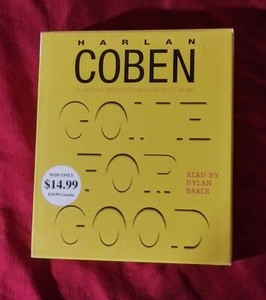 HARLAN
COBEN
GONE
FOR
GOOD
NOW ONLY
$14.99
READ BY
DYLAN
BAKER